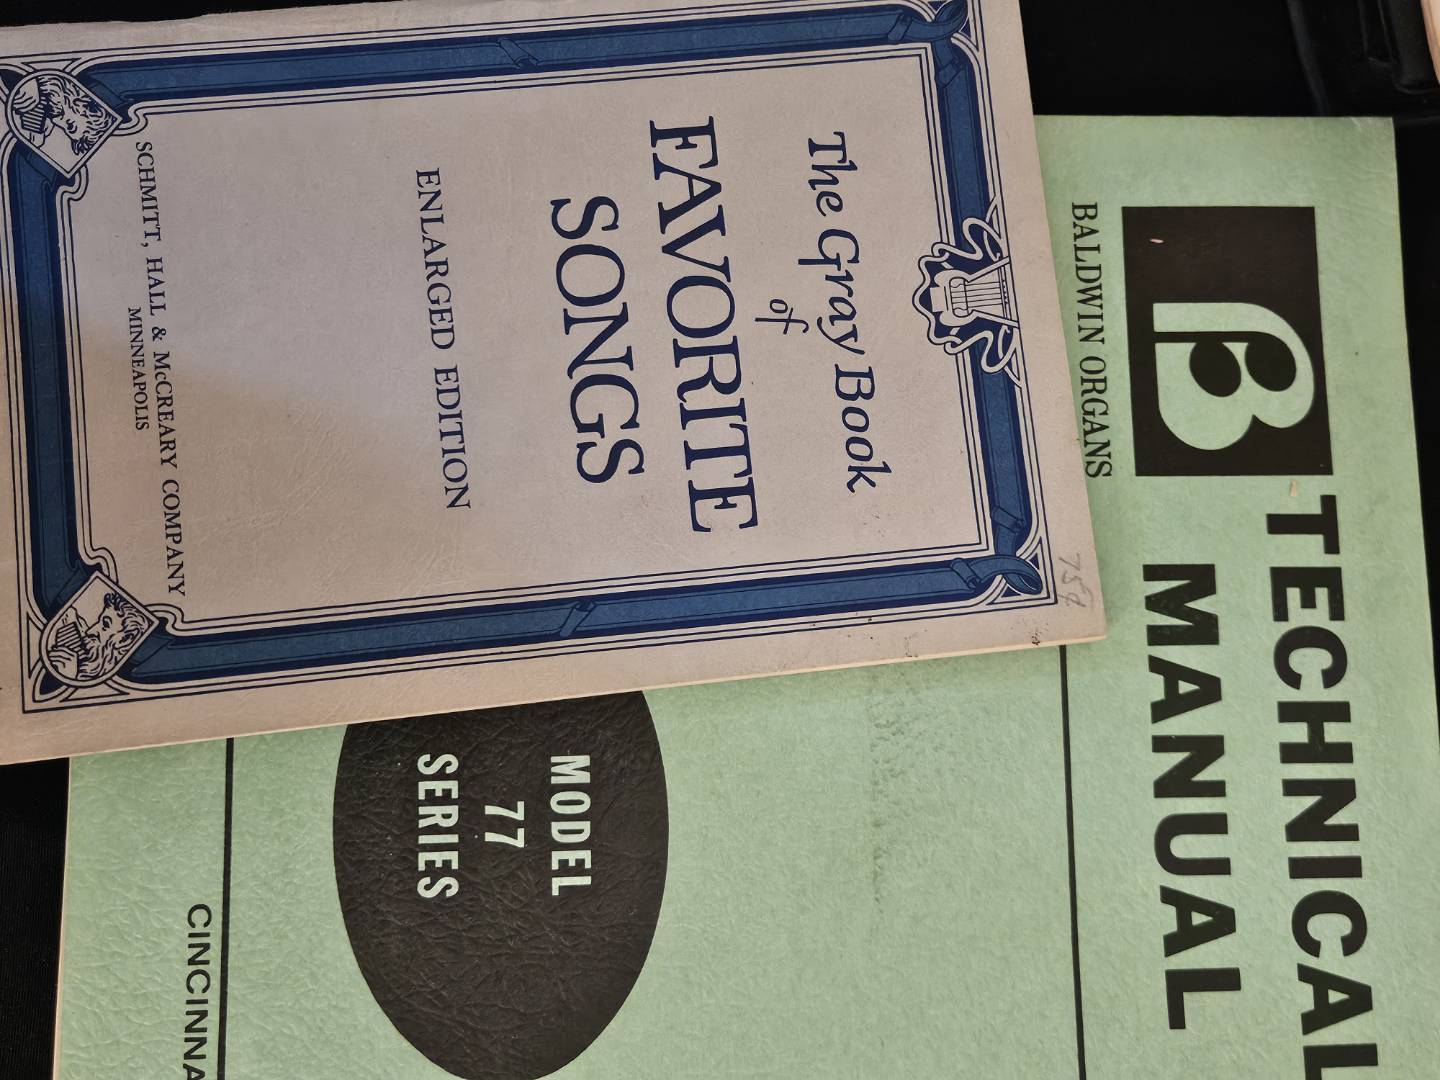 The Gray Book
of
FAVORITE
SONGS
ENLARGED EDITION
SCHMITT, HALL & McCREARY COMPANY
MINNEAPOLIS
75¢
B
BALDWIN ORGANS
TECHNICAL
MANUAL
MODEL
77
SERIES
CINCINNA